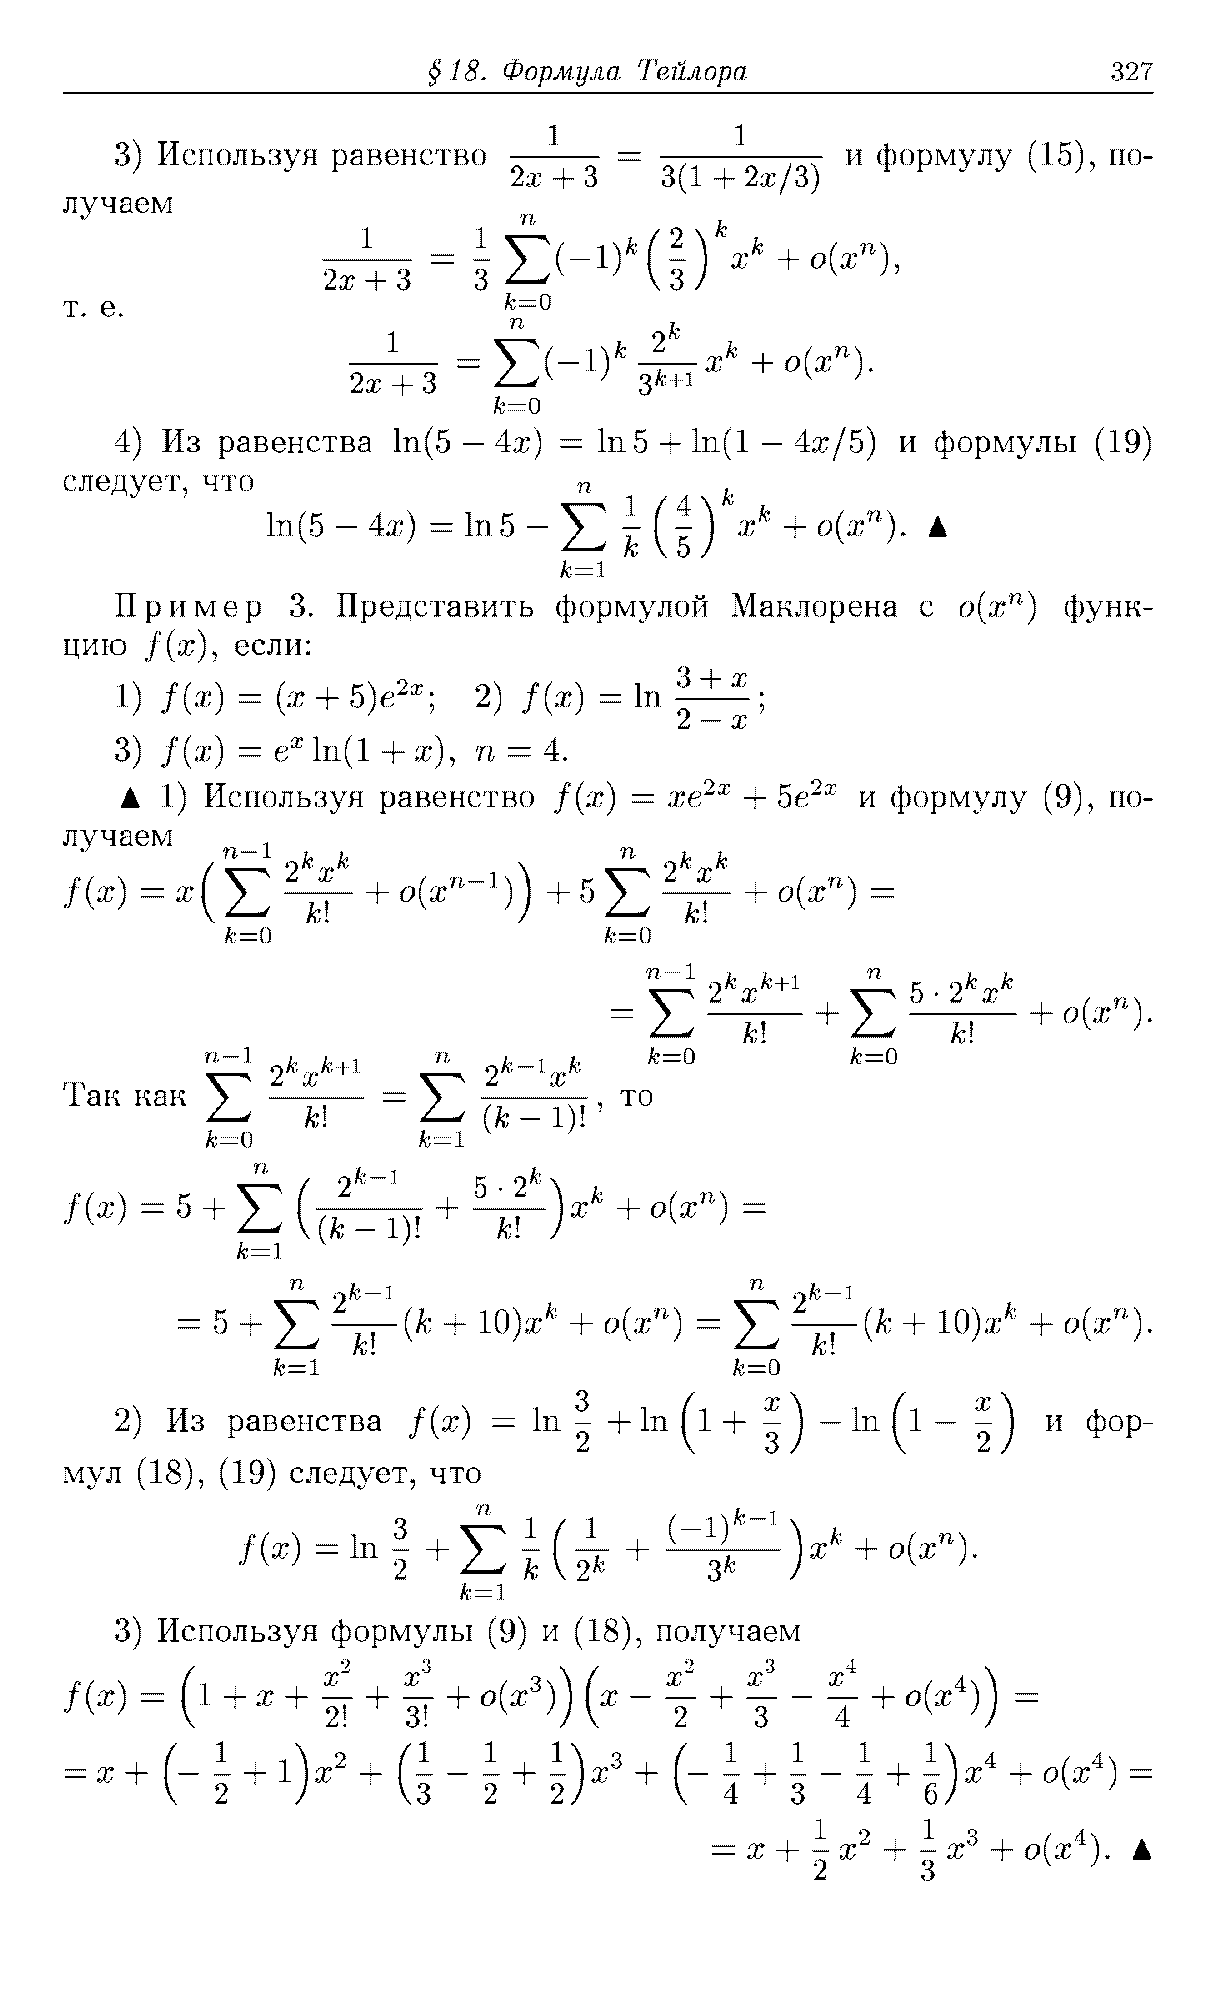 § 18. Формула Тейлора 327
3) Используя равенство \frac{1}{2x + 3} = \frac{1}{3(1 + 2x/3)} и формулу (15), по-
лучаем
\frac{1}{2x + 3} = \frac{1}{3} \sum_{k=0}^{n} (-1)^k \left( \frac{2}{3} \right)^k x^k + o(x^n),
т. е.
\frac{1}{2x + 3} = \sum_{k=0}^{n} (-1)^k \frac{2^k}{3^{k+1}} x^k + o(x^n).
4) Из равенства ln(5 − 4x) = ln 5 + ln(1 − 4x/5) и формулы (19)
следует, что
\ln(5 - 4x) = \ln 5 - \sum_{k=1}^{n} \frac{1}{k} \left( \frac{4}{5} \right)^k x^k + o(x^n). ▲
Пример 3. Представить формулой Маклорена с o(x^n) функ-
цию f(x), если:
1) f(x) = (x + 5)e^{2x}; 2) f(x) = \ln \frac{3 + x}{2 - x};
3) f(x) = e^x \ln(1 + x), n = 4.
▲ 1) Используя равенство f(x) = xe^{2x} + 5e^{2x} и формулу (9), по-
лучаем
f(x) = x \left( \sum_{k=0}^{n-1} \frac{2^k x^k}{k!} + o(x^{n-1}) \right) + 5 \sum_{k=0}^{n} \frac{2^k x^k}{k!} + o(x^n) =
= \sum_{k=0}^{n-1} \frac{2^k x^{k+1}}{k!} + \sum_{k=0}^{n} \frac{5 \cdot 2^k x^k}{k!} + o(x^n).
Так как \sum_{k=0}^{n-1} \frac{2^k x^{k+1}}{k!} = \sum_{k=1}^{n} \frac{2^{k-1} x^k}{(k - 1)!}, то
f(x) = 5 + \sum_{k=1}^{n} \left( \frac{2^{k-1}}{(k - 1)!} + \frac{5 \cdot 2^k}{k!} \right) x^k + o(x^n) =
= 5 + \sum_{k=1}^{n} \frac{2^{k-1}}{k!} (k + 10)x^k + o(x^n) = \sum_{k=0}^{n} \frac{2^{k-1}}{k!} (k + 10)x^k + o(x^n).
2) Из равенства f(x) = \ln \frac{3}{2} + \ln \left( 1 + \frac{x}{3} \right) - \ln \left( 1 - \frac{x}{2} \right) и фор-
мул (18), (19) следует, что
f(x) = \ln \frac{3}{2} + \sum_{k=1}^{n} \frac{1}{k} \left( \frac{1}{2^k} + \frac{(-1)^{k-1}}{3^k} \right) x^k + o(x^n).
3) Используя формулы (9) и (18), получаем
f(x) = \left( 1 + x + \frac{x^2}{2!} + \frac{x^3}{3!} + o(x^3) \right) \left( x - \frac{x^2}{2} + \frac{x^3}{3} - \frac{x^4}{4} + o(x^4) \right) =
= x + \left( - \frac{1}{2} + 1 \right) x^2 + \left( \frac{1}{3} - \frac{1}{2} + \frac{1}{2} \right) x^3 + \left( - \frac{1}{4} + \frac{1}{3} - \frac{1}{4} + \frac{1}{6} \right) x^4 + o(x^4) =
= x + \frac{1}{2} x^2 + \frac{1}{3} x^3 + o(x^4). ▲